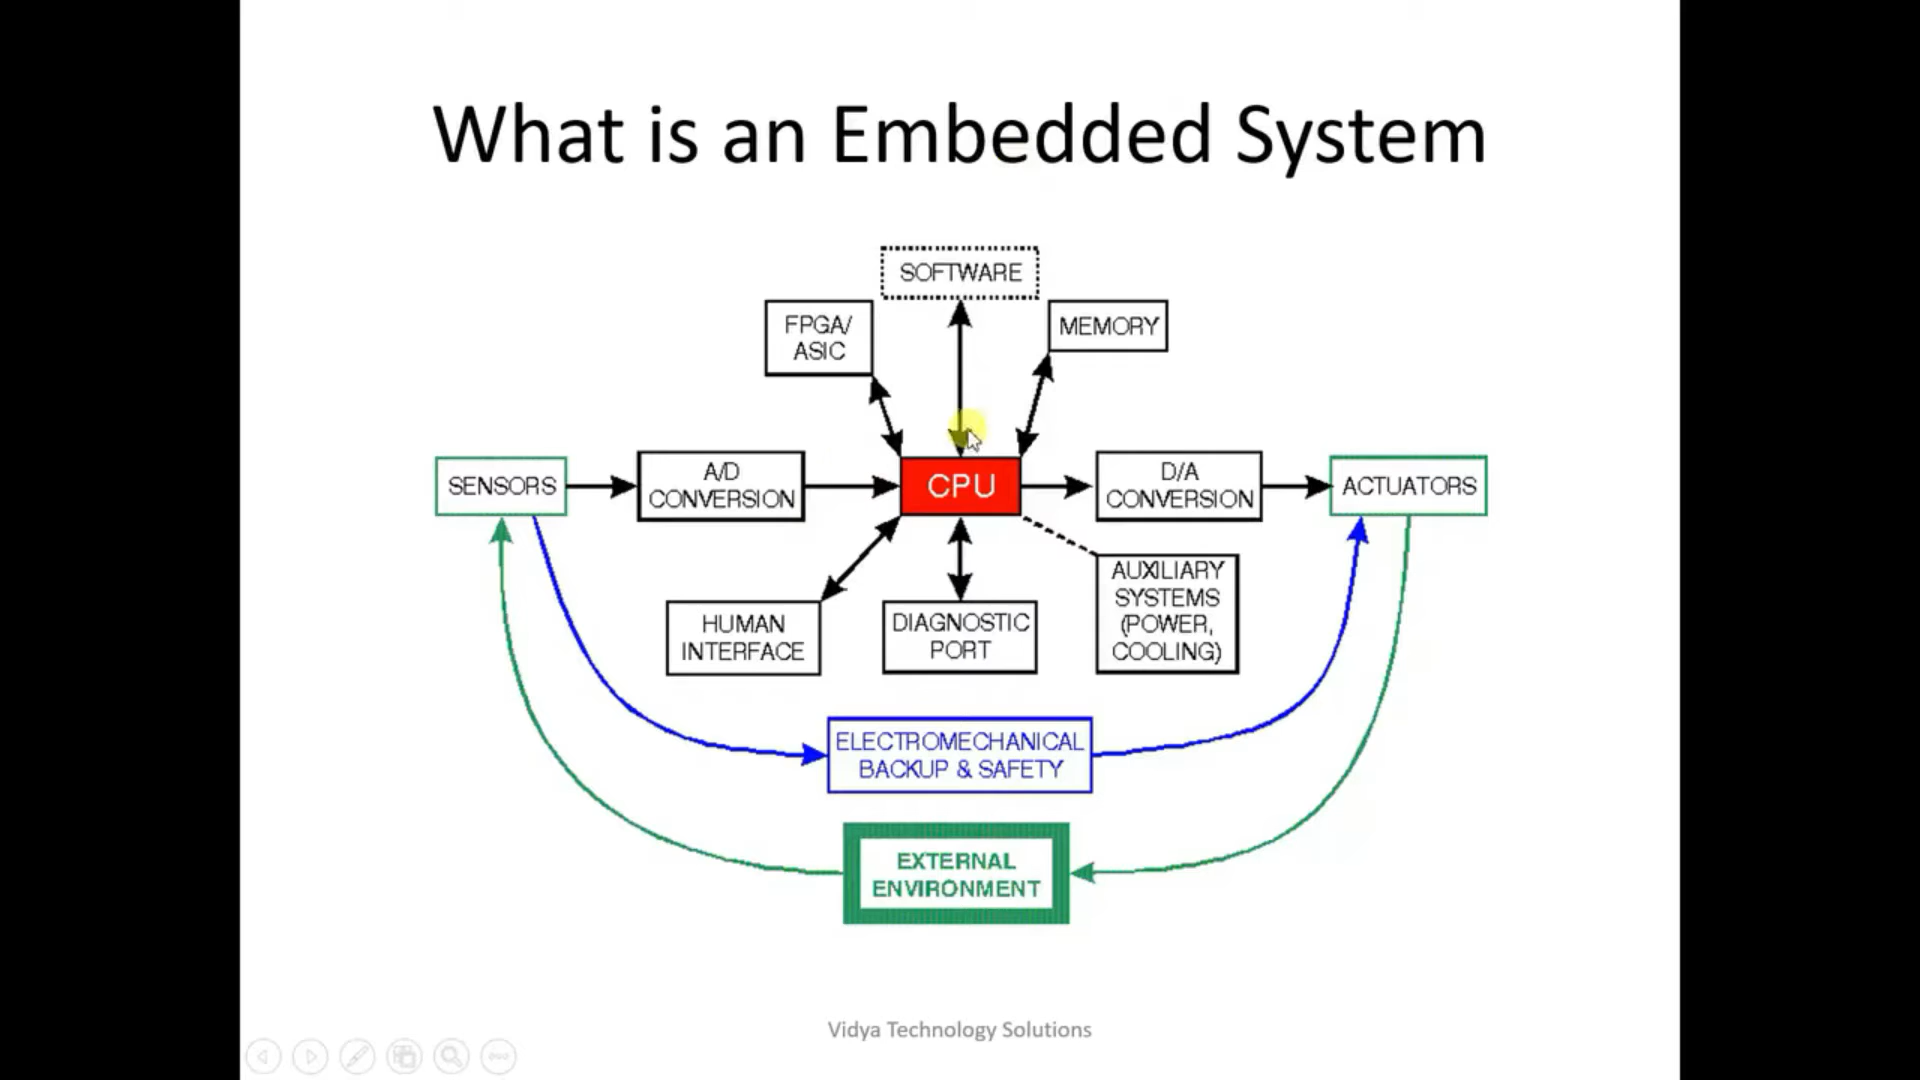 What is an Embedded System
SOFTWARE
FPGA/
ASIC
MEMORY
SENSORS
A/D
CONVERSION
CPU
D/A
CONVERSION
ACTUATORS
HUMAN
INTERFACE
DIAGNOSTIC
PORT
AUXILIARY
SYSTEMS
(POWER,
COOLING)
ELECTROMECHANICAL
BACKUP & SAFETY
EXTERNAL
ENVIRONMENT
Vidya Technology Solutions